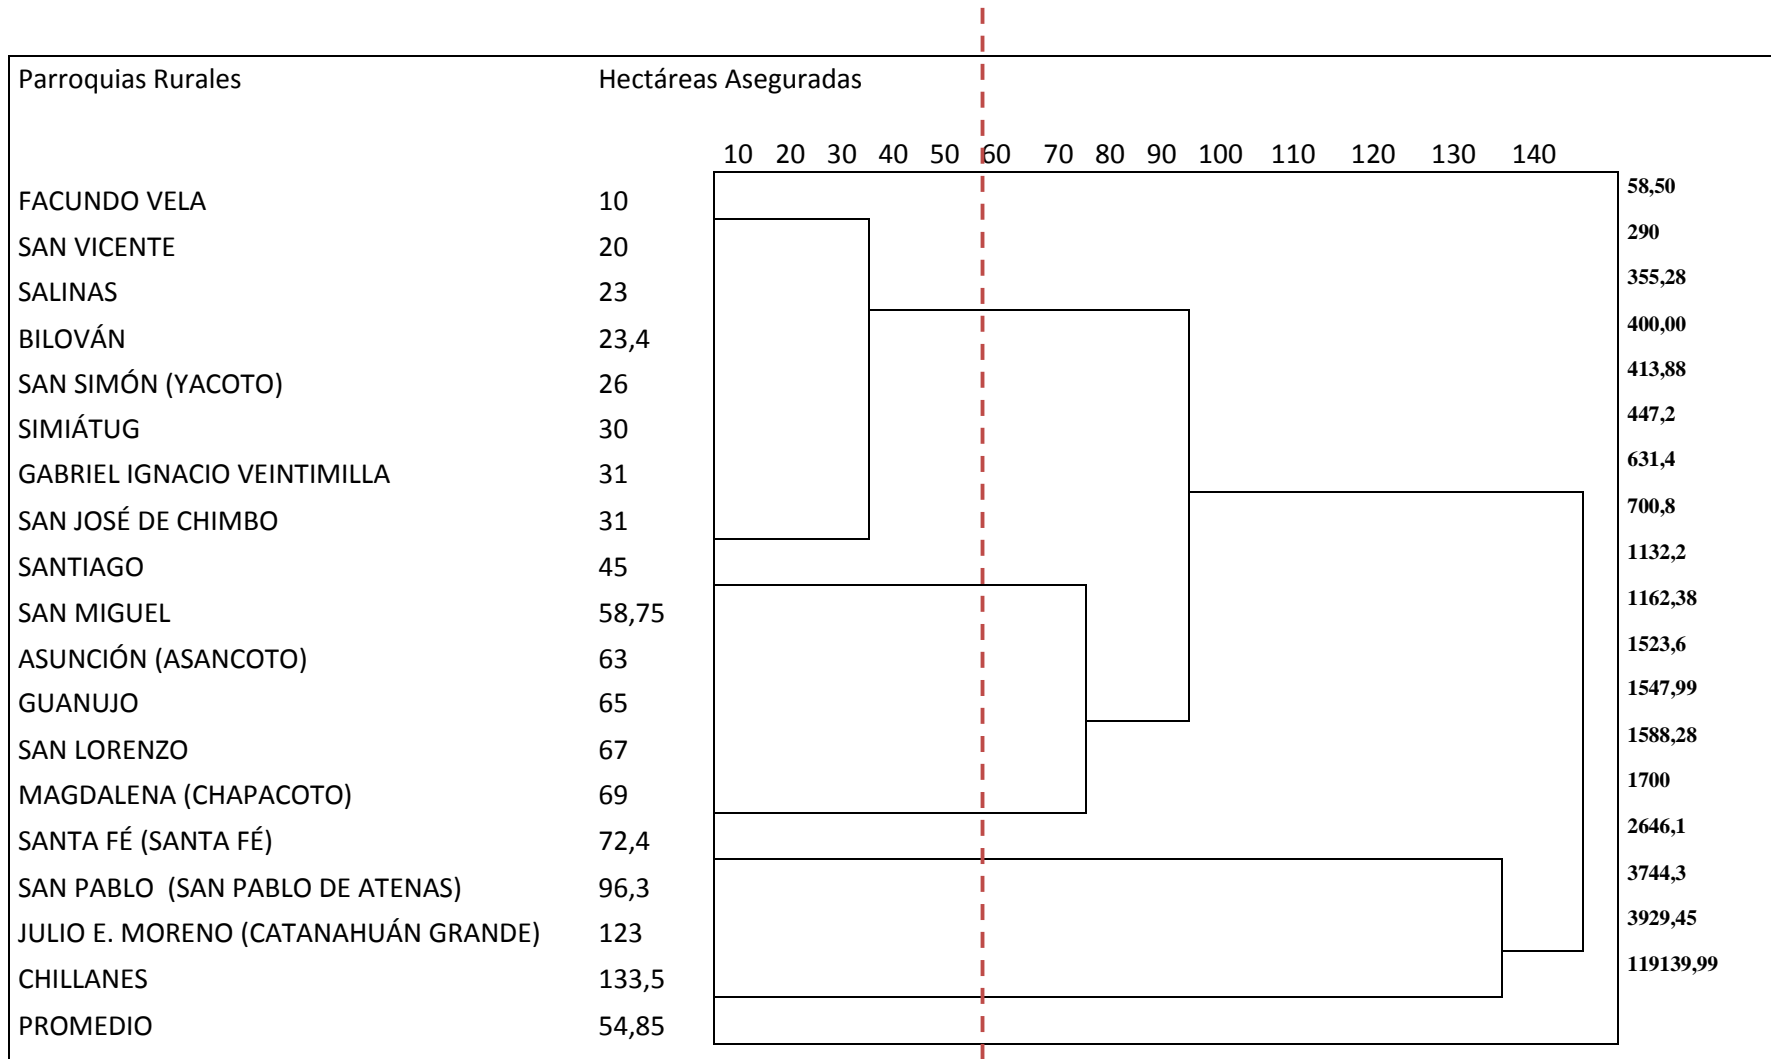 Parroquias Rurales Hectáreas Aseguradas
10 20 30 40 50 60 70 80 90 100 110 120 130 140
FACUNDO VELA 10 58,50
SAN VICENTE 20 290
SALINAS 23 355,28
BILOVÁN 23,4 400,00
SAN SIMÓN (YACOTO) 26 413,88
SIMIÁTUG 30 447,2
GABRIEL IGNACIO VEINTIMILLA 31 631,4
SAN JOSÉ DE CHIMBO 31 700,8
SANTIAGO 45 1132,2
SAN MIGUEL 58,75 1162,38
ASUNCIÓN (ASANCOTO) 63 1523,6
GUANUJO 65 1547,99
SAN LORENZO 67 1588,28
MAGDALENA (CHAPACOTO) 69 1700
SANTA FÉ (SANTA FÉ) 72,4 2646,1
SAN PABLO (SAN PABLO DE ATENAS) 96,3 3744,3
JULIO E. MORENO (CATANAHUÁN GRANDE) 123 3929,45
CHILLANES 133,5 119139,99
PROMEDIO 54,85